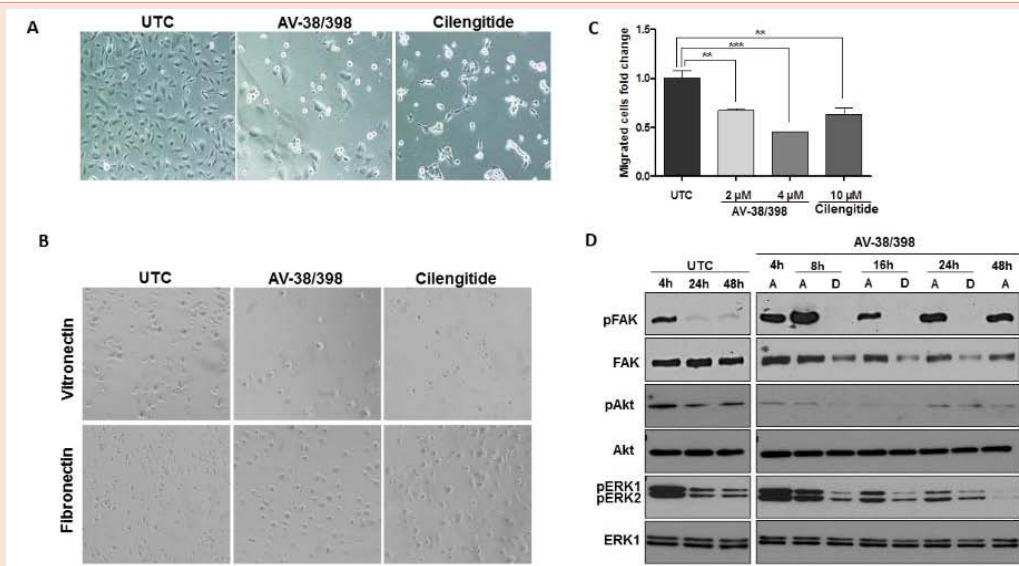 A
UTC
AV-38/398
Cilengitide
B
UTC
AV-38/398
Cilengitide
Vitronectin
Fibronectin
C
Migrated cells fold change
1.5
1.0
0.5
0.0
**
***
**
UTC
2 µM
4 µM
10 µM
AV-38/398
Cilengitide
D
AV-38/398
UTC
4h
8h
16h
24h
48h
4h 24h 48h
A
A
D
A
D
A
D
A
pFAK
FAK
pAkt
Akt
pERK1
pERK2
ERK1